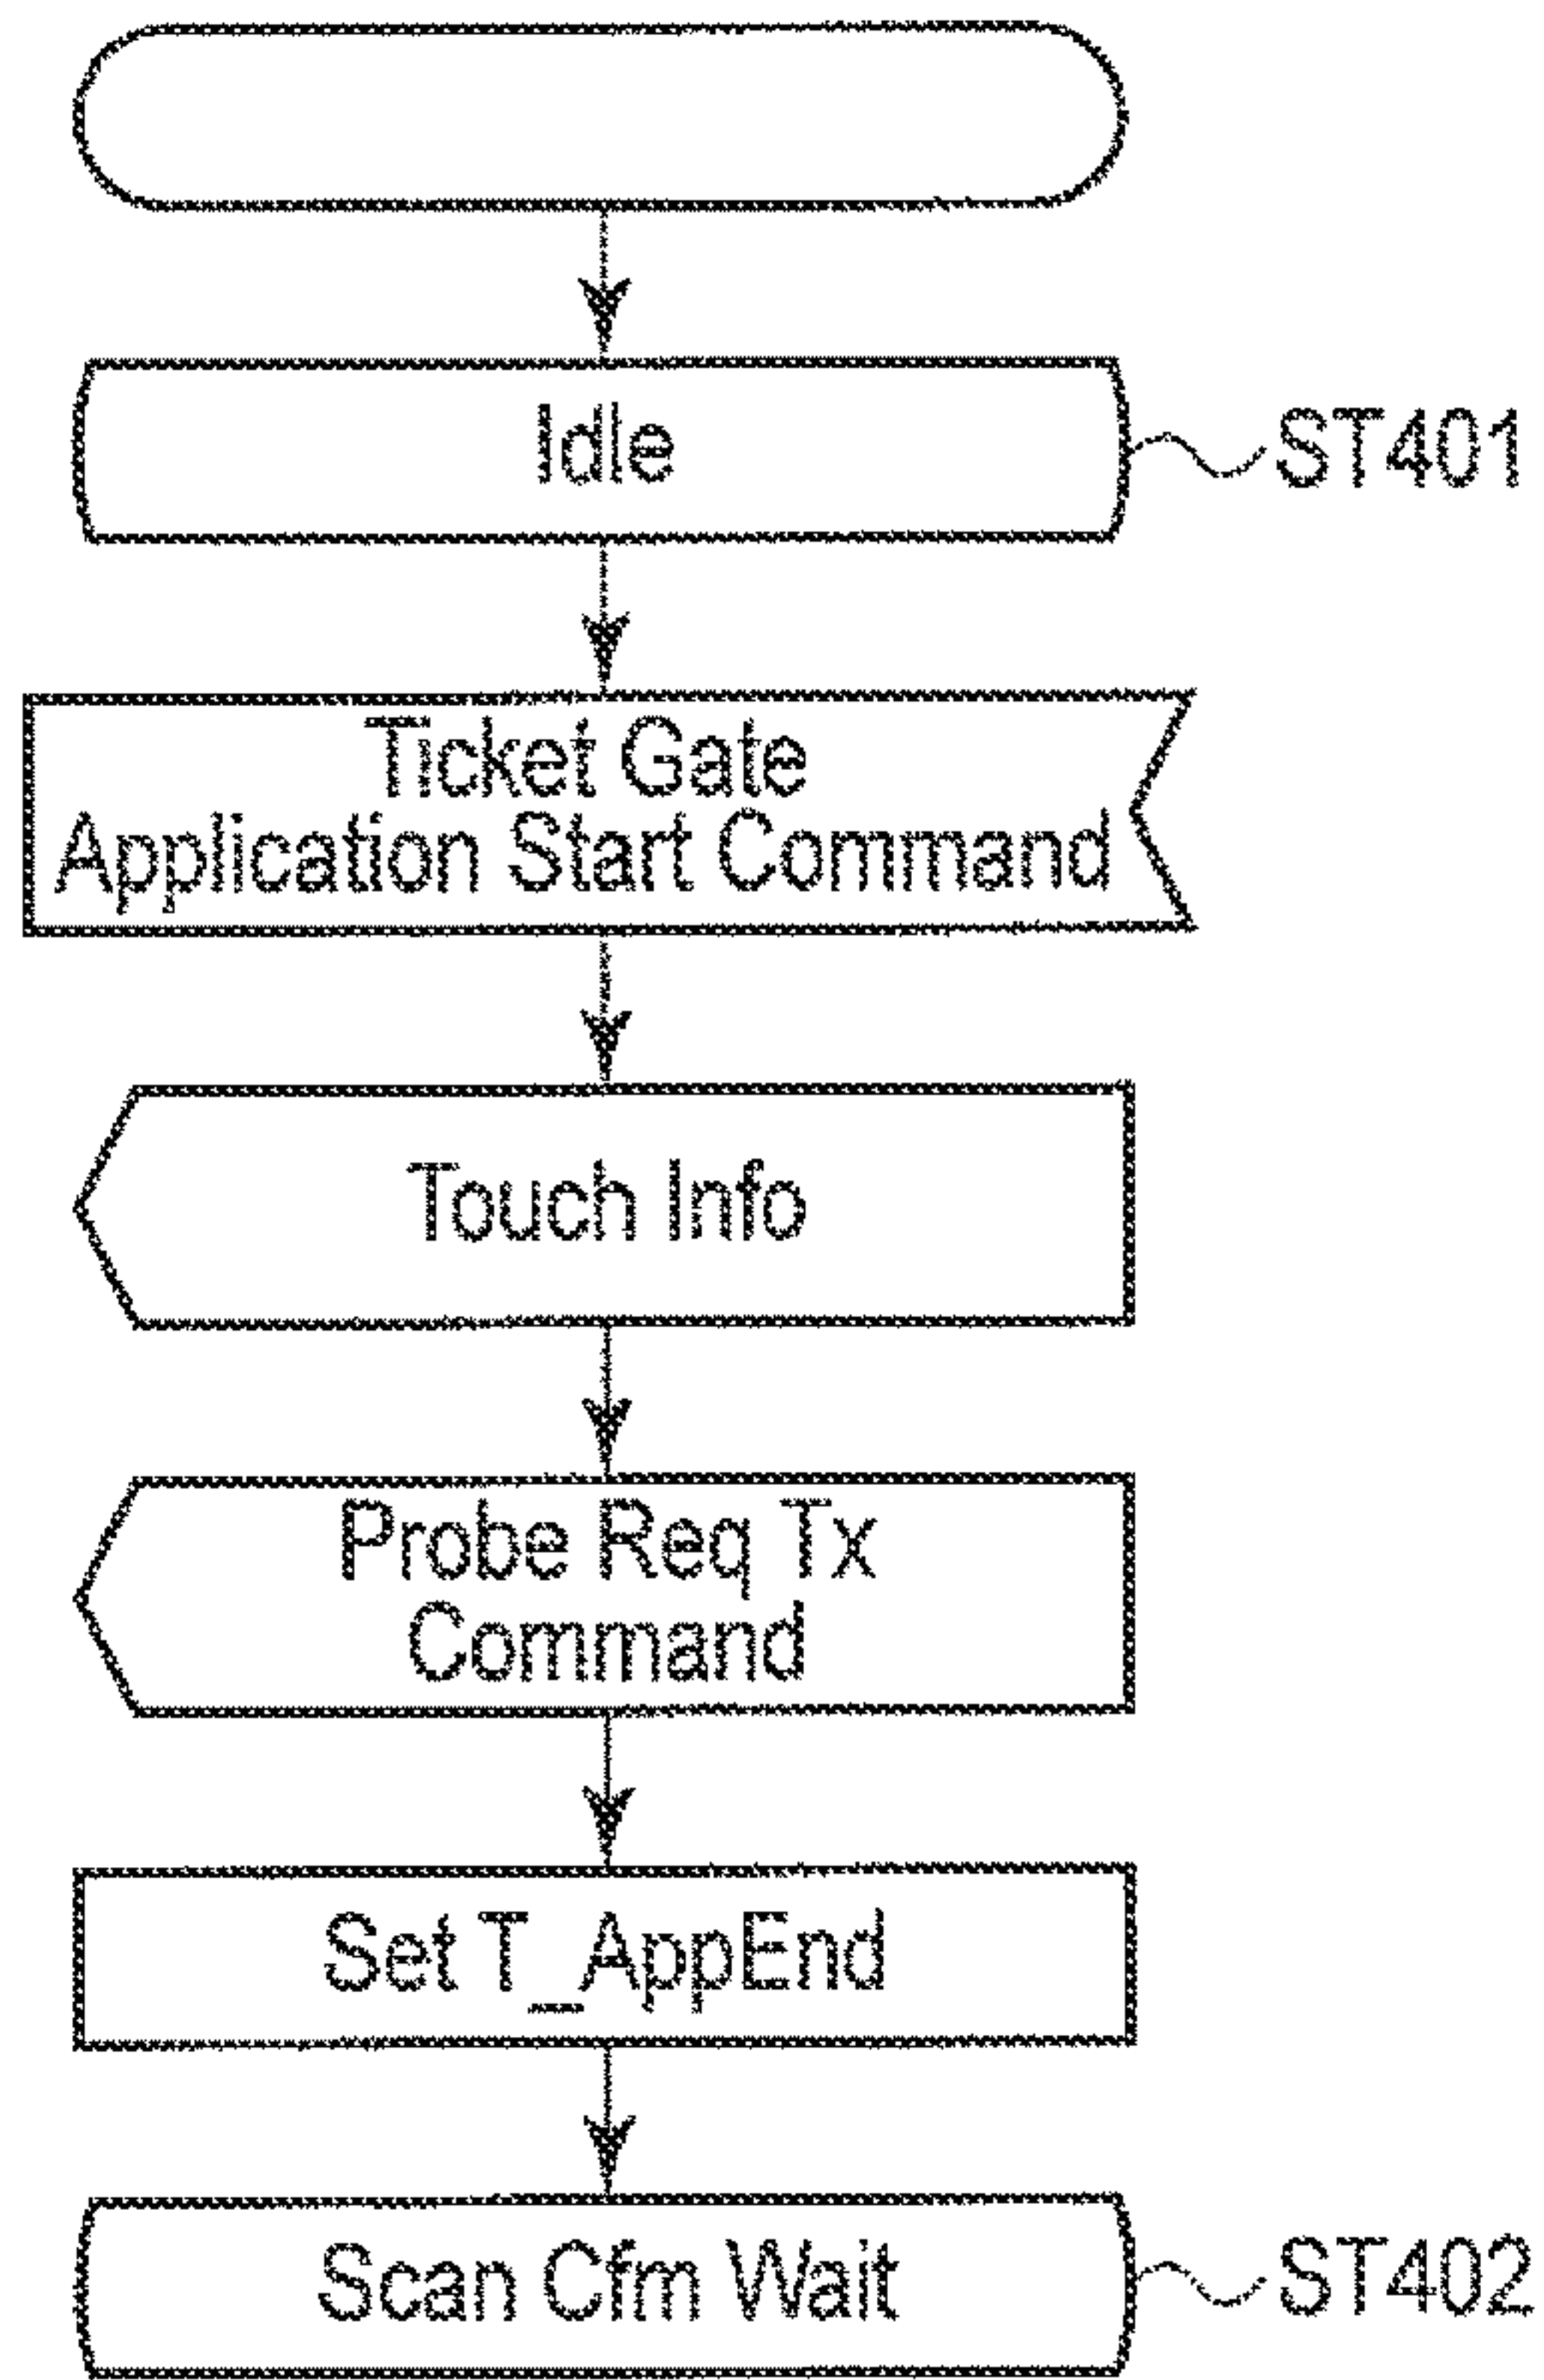 Idle
ST401
Ticket Gate
Application Start Command
Touch Info
Probe Req Tx
Command
Set T_AppEnd
Scan Cfm Wait
ST402